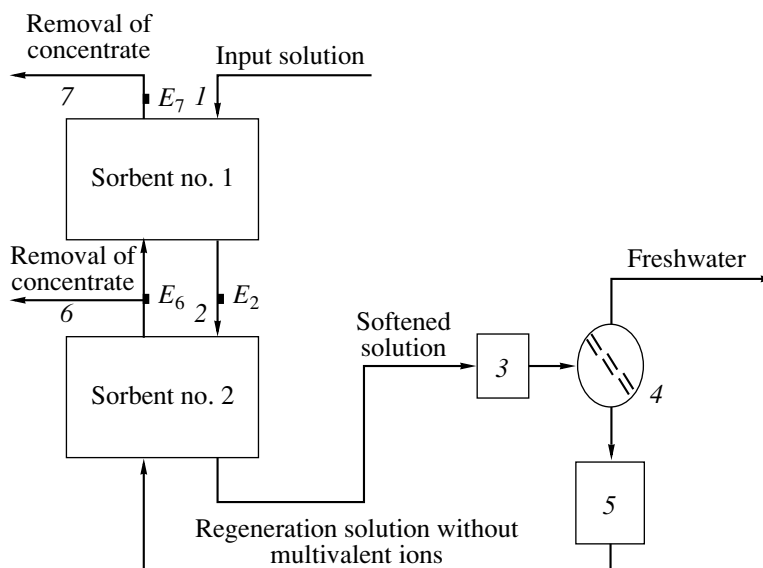 Removal of
concentrate
Input solution
7
E7
1
Sorbent no. 1
Removal of
concentrate
6
E6
2
E2
Freshwater
Softened
solution
3
4
Sorbent no. 2
5
Regeneration solution without
multivalent ions